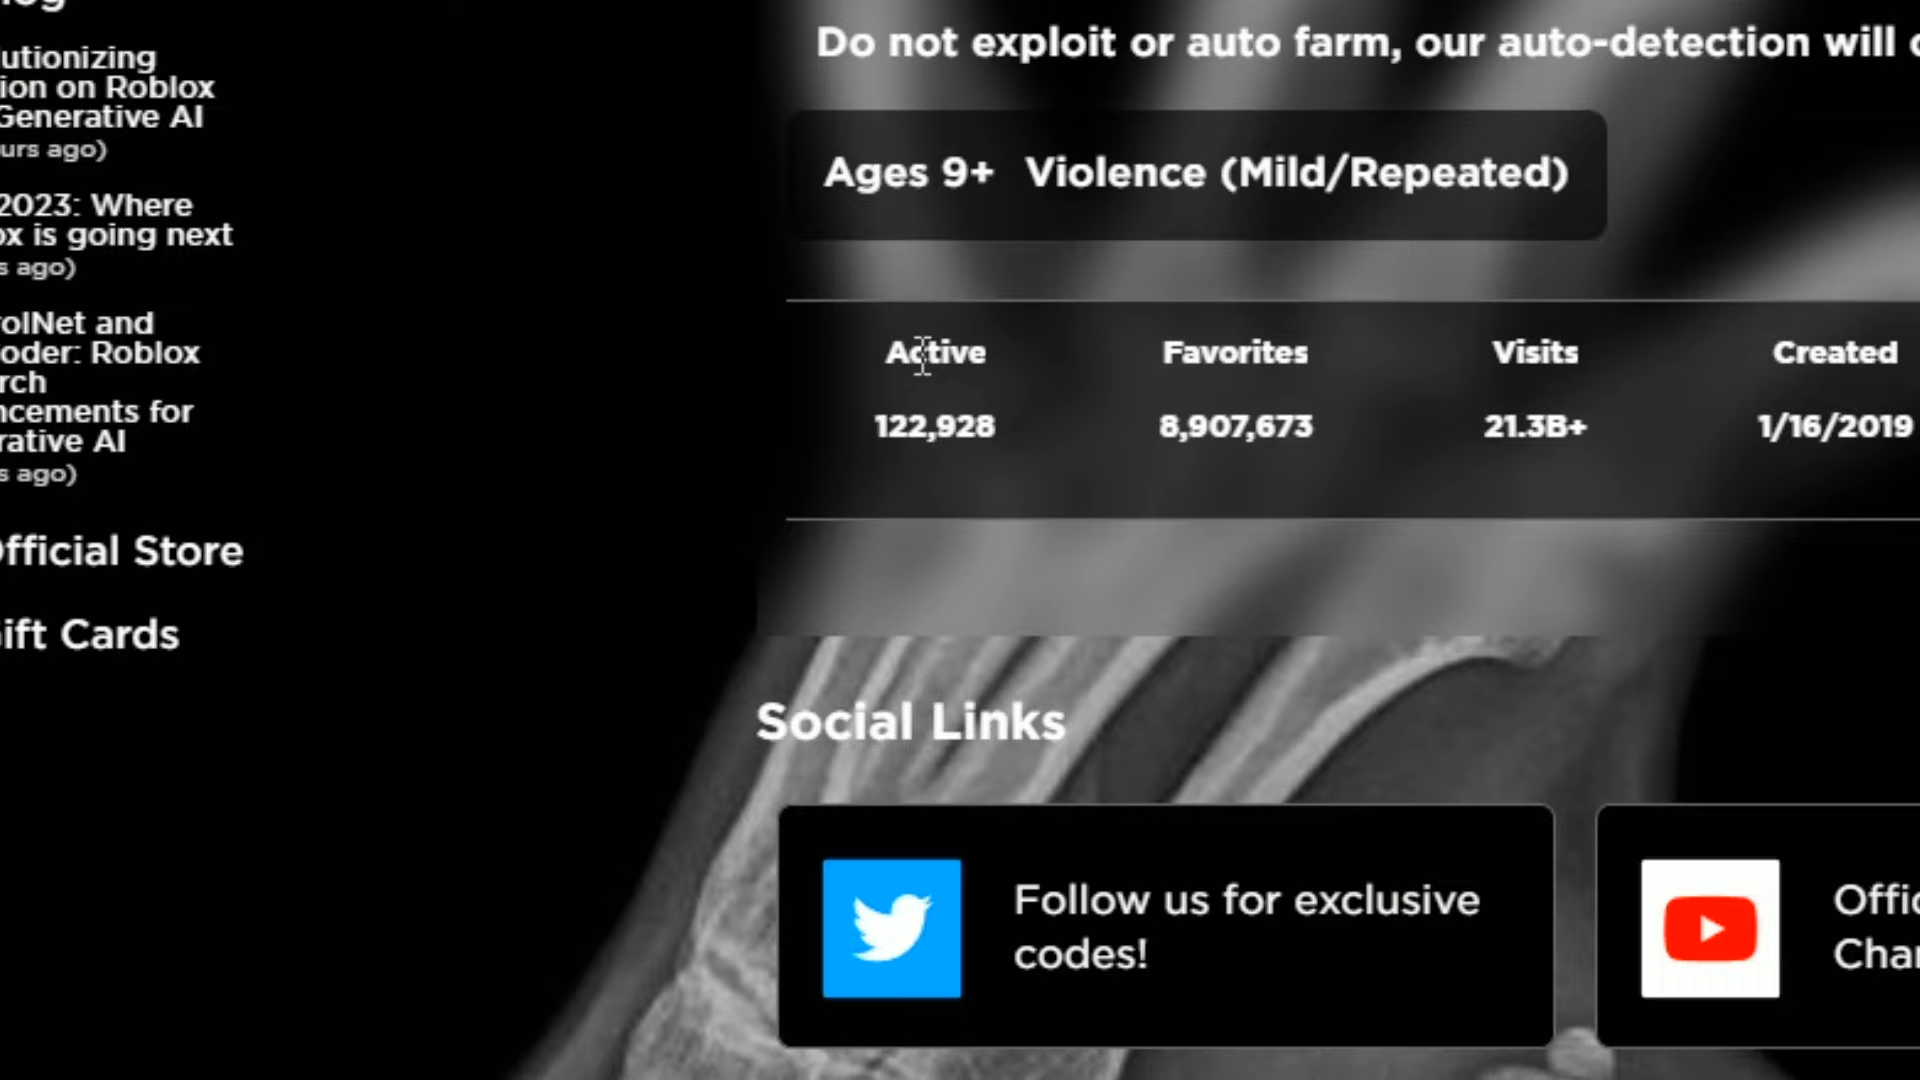 lutionizing
ion on Roblox
Generative AI
urs ago)
2023: Where
ox is going next
s ago)
rolNet and
oder: Roblox
rch
ncements for
rative AI
s ago)
Official Store
ift Cards
Do not exploit or auto farm, our auto-detection will
Ages 9+ Violence (Mild/Repeated)
Active Favorites Visits Created
122,928 8,907,673 21.3B+ 1/16/2019
Social Links
Follow us for exclusive
codes!
Offic
Chan